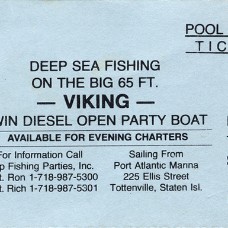 POOL
TIC
DEEP SEA FISHING
ON THE BIG 65 FT.
— VIKING —
WIN DIESEL OPEN PARTY BOAT
AVAILABLE FOR EVENING CHARTERS
For Information Call
p Fishing Parties, Inc.
t. Ron 1-718-987-5300
t. Rich 1-718-987-5301
Sailing From
Port Atlantic Marina
225 Ellis Street
Tottenville, Staten Isl.